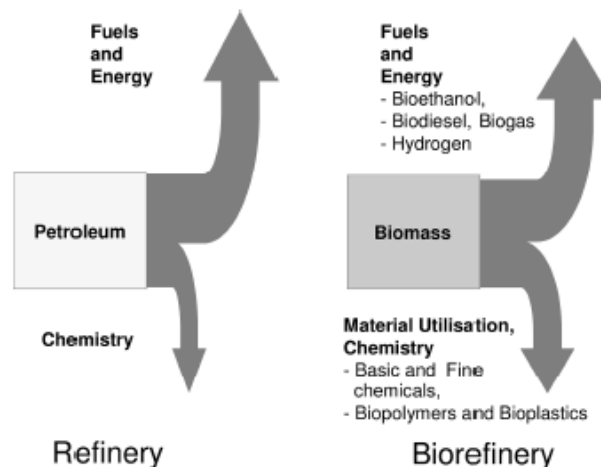 Fuels
and
Energy
Petroleum
Chemistry
Refinery
Fuels
and
Energy
- Bioethanol,
- Biodiesel, Biogas
- Hydrogen
Biomass
Material Utilisation,
Chemistry
- Basic and Fine
chemicals,
- Biopolymers and Bioplastics
Biorefinery